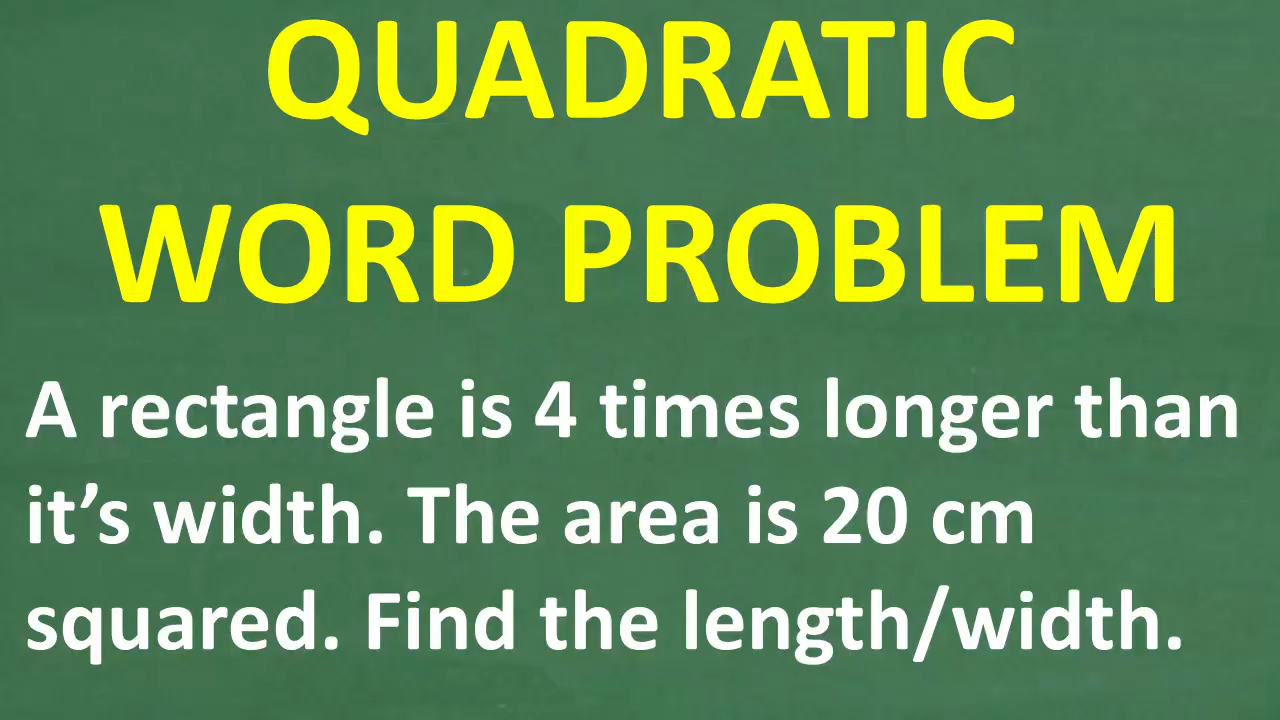 QUADRATIC
WORD PROBLEM
A rectangle is 4 times longer than
it’s width. The area is 20 cm
squared. Find the length/width.